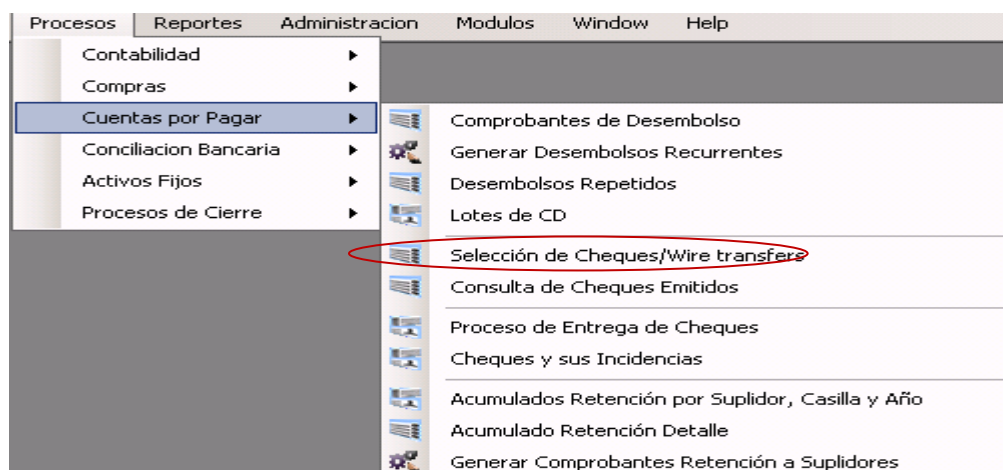 Procesos Reportes Administracion Modulos Window Help
Contabilidad
Compras
Cuentas por Pagar
Conciliacion Bancaria
Activos Fijos
Procesos de Cierre
Comprobantes de Desembolso
Generar Desembolsos Recurrentes
Desembolsos Repetidos
Lotes de CD
Selección de Cheques/Wire transfers
Consulta de Cheques Emitidos
Proceso de Entrega de Cheques
Cheques y sus Incidencias
Acumulados Retención por Suplidor, Casilla y Año
Acumulado Retención Detalle
Generar Comprobantes Retención a Suplidores